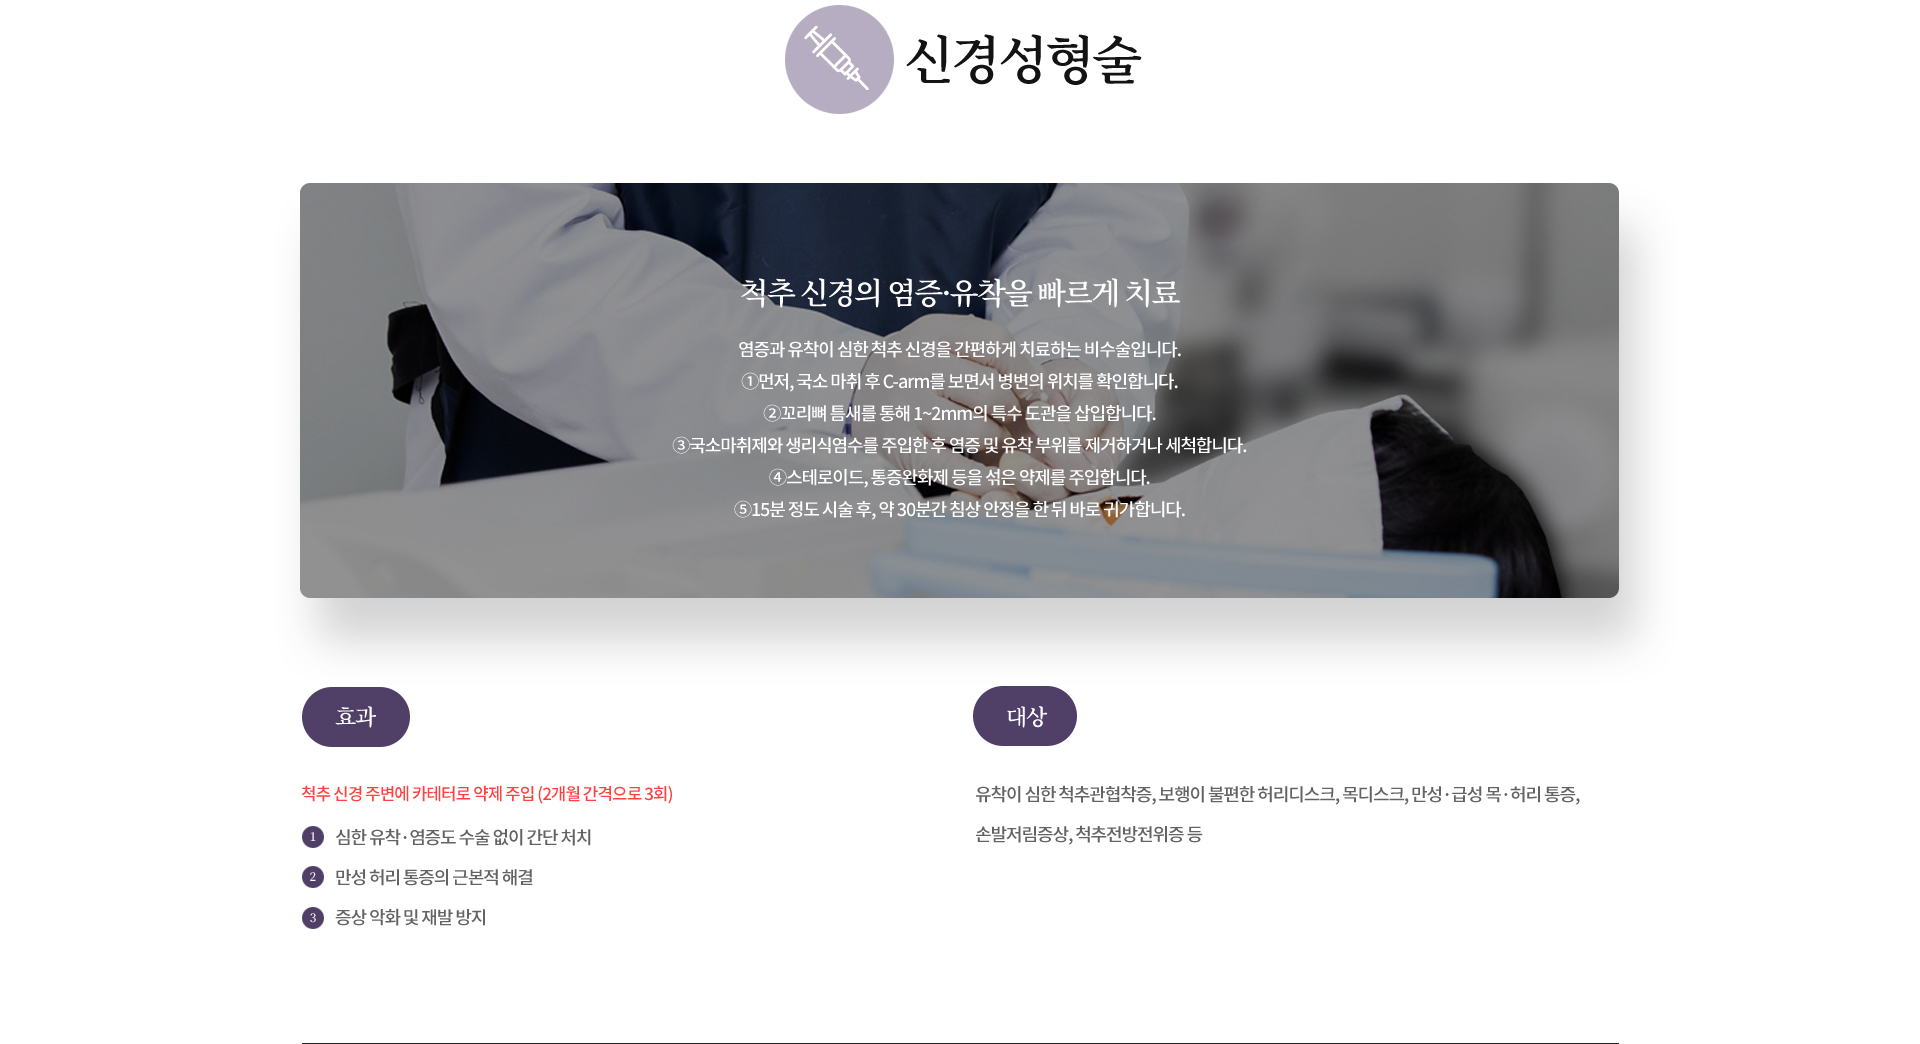 신경성형술
척추 신경의 염증·유착을 빠르게 치료
염증과 유착이 심한 척추 신경을 간편하게 치료하는 비수술입니다.
①먼저, 국소 마취 후 C-arm를 보면서 병변의 위치를 확인합니다.
②꼬리뼈 틈새를 통해 1~2mm의 특수 도관을 삽입합니다.
③국소마취제와 생리식염수를 주입한 후 염증 및 유착 부위를 제거하거나 세척합니다.
④스테로이드, 통증완화제 등을 섞은 약제를 주입합니다.
⑤15분 정도 시술 후, 약 30분간 침상 안정을 한 뒤 바로 귀가합니다.
효과
척추 신경 주변에 카테터로 약제 주입 (2개월 간격으로 3회)
1 심한 유착·염증도 수술 없이 간단 처치
2 만성 허리 통증의 근본적 해결
3 증상 악화 및 재발 방지
대상
유착이 심한 척추관협착증, 보행이 불편한 허리디스크, 목디스크, 만성·급성 목·허리 통증,
손발저림증상, 척추전방전위증 등